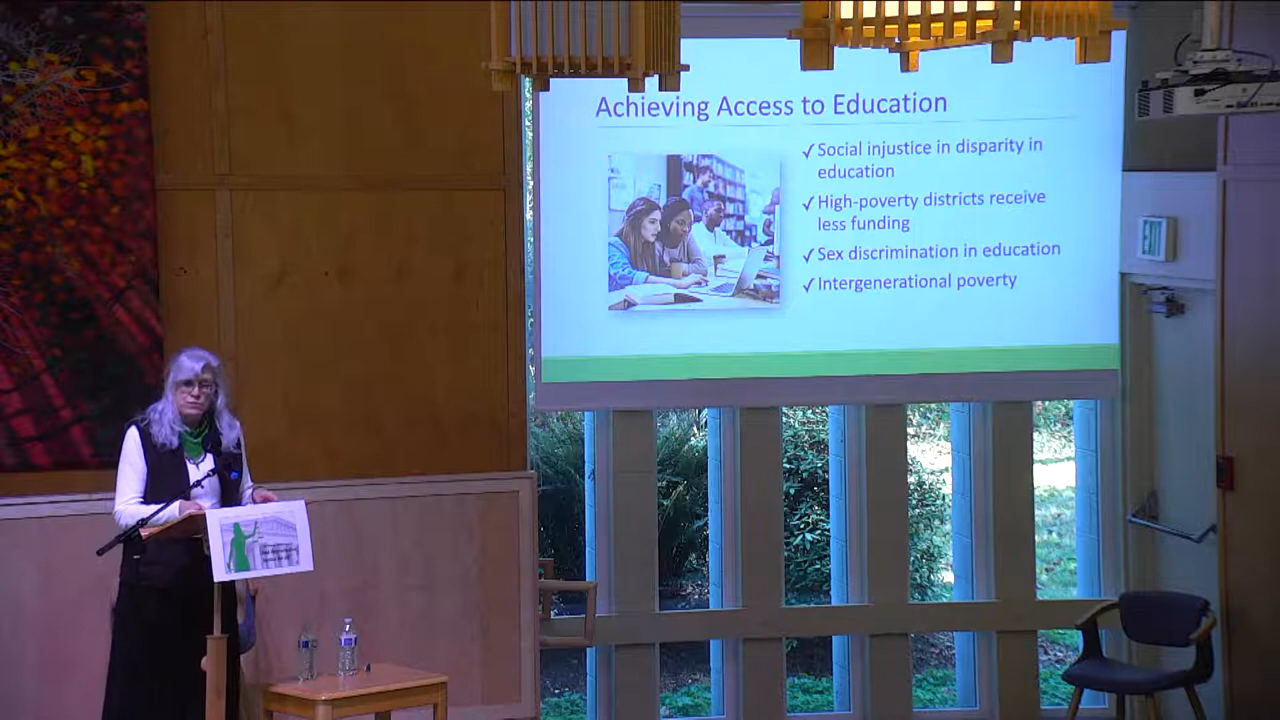 Achieving Access to Education
✓Social injustice in disparity in
education
✓High-poverty districts receive
less funding
✓Sex discrimination in education
✓Intergenerational poverty